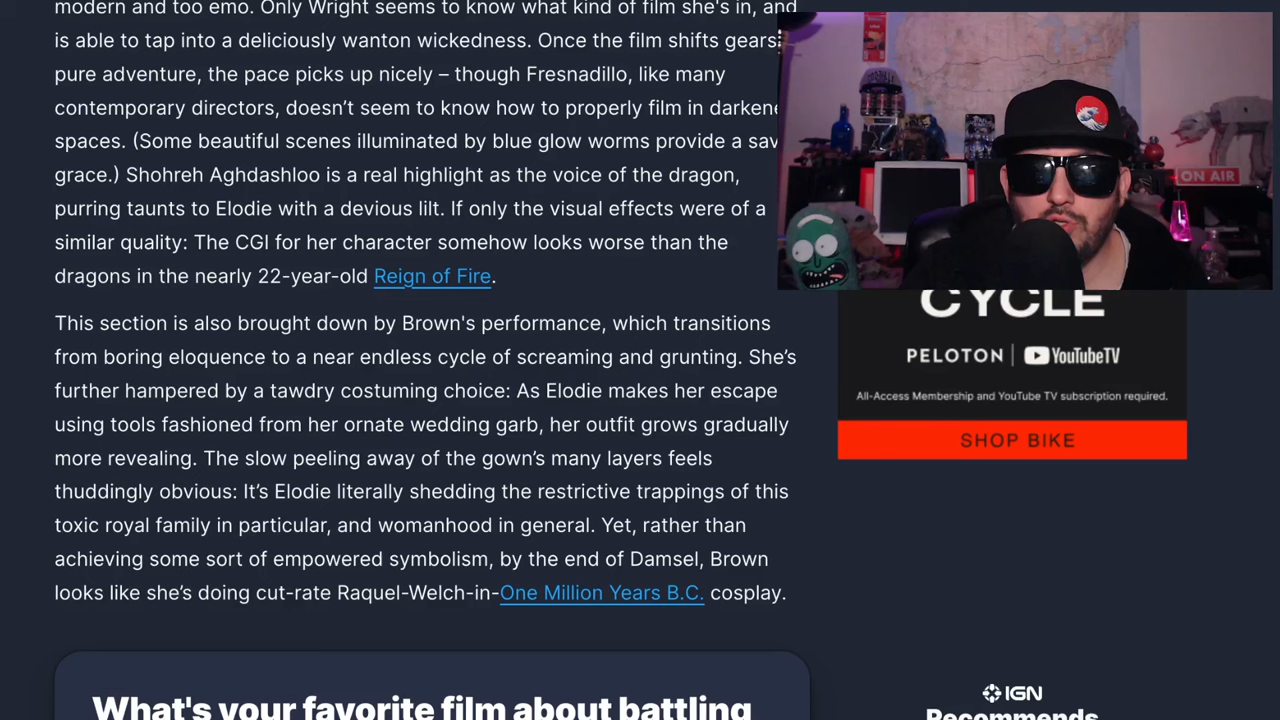 modern and too emo. Only Wright seems to know what kind of film she's in, and
is able to tap into a deliciously wanton wickedness. Once the film shifts gears
pure adventure, the pace picks up nicely – though Fresnadillo, like many
contemporary directors, doesn’t seem to know how to properly film in
spaces. (Some beautiful scenes illuminated by blue glow worms provide a
grace.) Shohreh Aghdashloo is a real highlight as the voice of the dragon,
purring taunts to Elodie with a devious lilt. If only the visual effects were of a
similar quality: The CGI for her character somehow looks worse than the
dragons in the nearly 22-year-old Reign of Fire.
This section is also brought down by Brown's performance, which transitions
from boring eloquence to a near endless cycle of screaming and grunting. She’s
further hampered by a tawdry costuming choice: As Elodie makes her escape
using tools fashioned from her ornate wedding garb, her outfit grows gradually
more revealing. The slow peeling away of the gown’s many layers feels
thuddingly obvious: It’s Elodie literally shedding the restrictive trappings of this
toxic royal family in particular, and womanhood in general. Yet, rather than
achieving some sort of empowered symbolism, by the end of Damsel, Brown
looks like she’s doing cut-rate Raquel-Welch-in-One Million Years B.C. cosplay.
What's your favorite film about battling
ON AIR
CYCLE
PELOTON | YouTubeTV
All-Access Membership and YouTube TV subscription required.
SHOP BIKE
IGN
Recommends